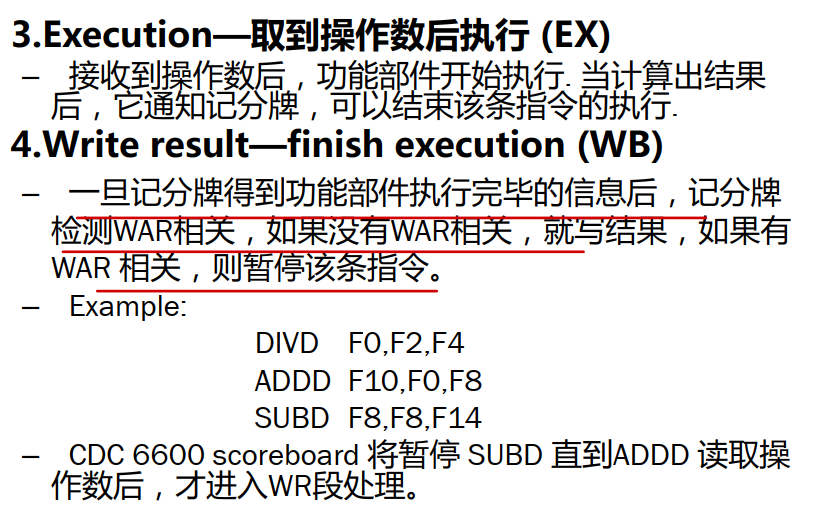 3.Execution—取到操作数后执行 (EX)
– 接收到操作数后，功能部件开始执行. 当计算出结果
后，它通知记分牌，可以结束该条指令的执行.
4.Write result—finish execution (WB)
– 一旦记分牌得到功能部件执行完毕的信息后，记分牌
检测WAR相关，如果没有WAR相关，就写结果，如果有
WAR 相关，则暂停该条指令。
– Example:
DIVD F0,F2,F4
ADDD F10,F0,F8
SUBD F8,F8,F14
– CDC 6600 scoreboard 将暂停 SUBD 直到ADDD 读取操
作数后，才进入WR段处理。